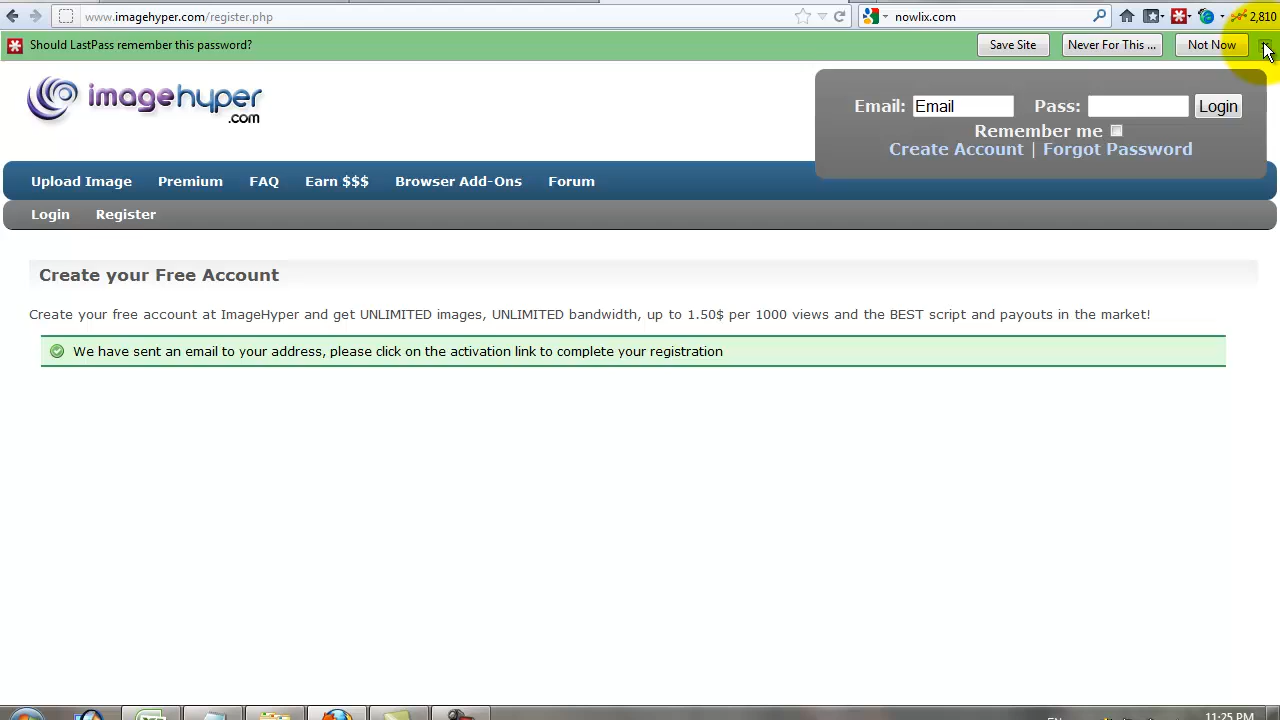 www.imagehyper.com/register.php
nowlix.com
2,810
Should LastPass remember this password?
Save Site
Never For This ...
Not Now
imagehyper
.com
Email: Email Pass: Login
Remember me
Create Account | Forgot Password
Upload Image Premium FAQ Earn $$$ Browser Add-Ons Forum
Login Register
Create your Free Account
Create your free account at ImageHyper and get UNLIMITED images, UNLIMITED bandwidth, up to 1.50$ per 1000 views and the BEST script and payouts in the market!
We have sent an email to your address, please click on the activation link to complete your registration
EN
11:25 PM